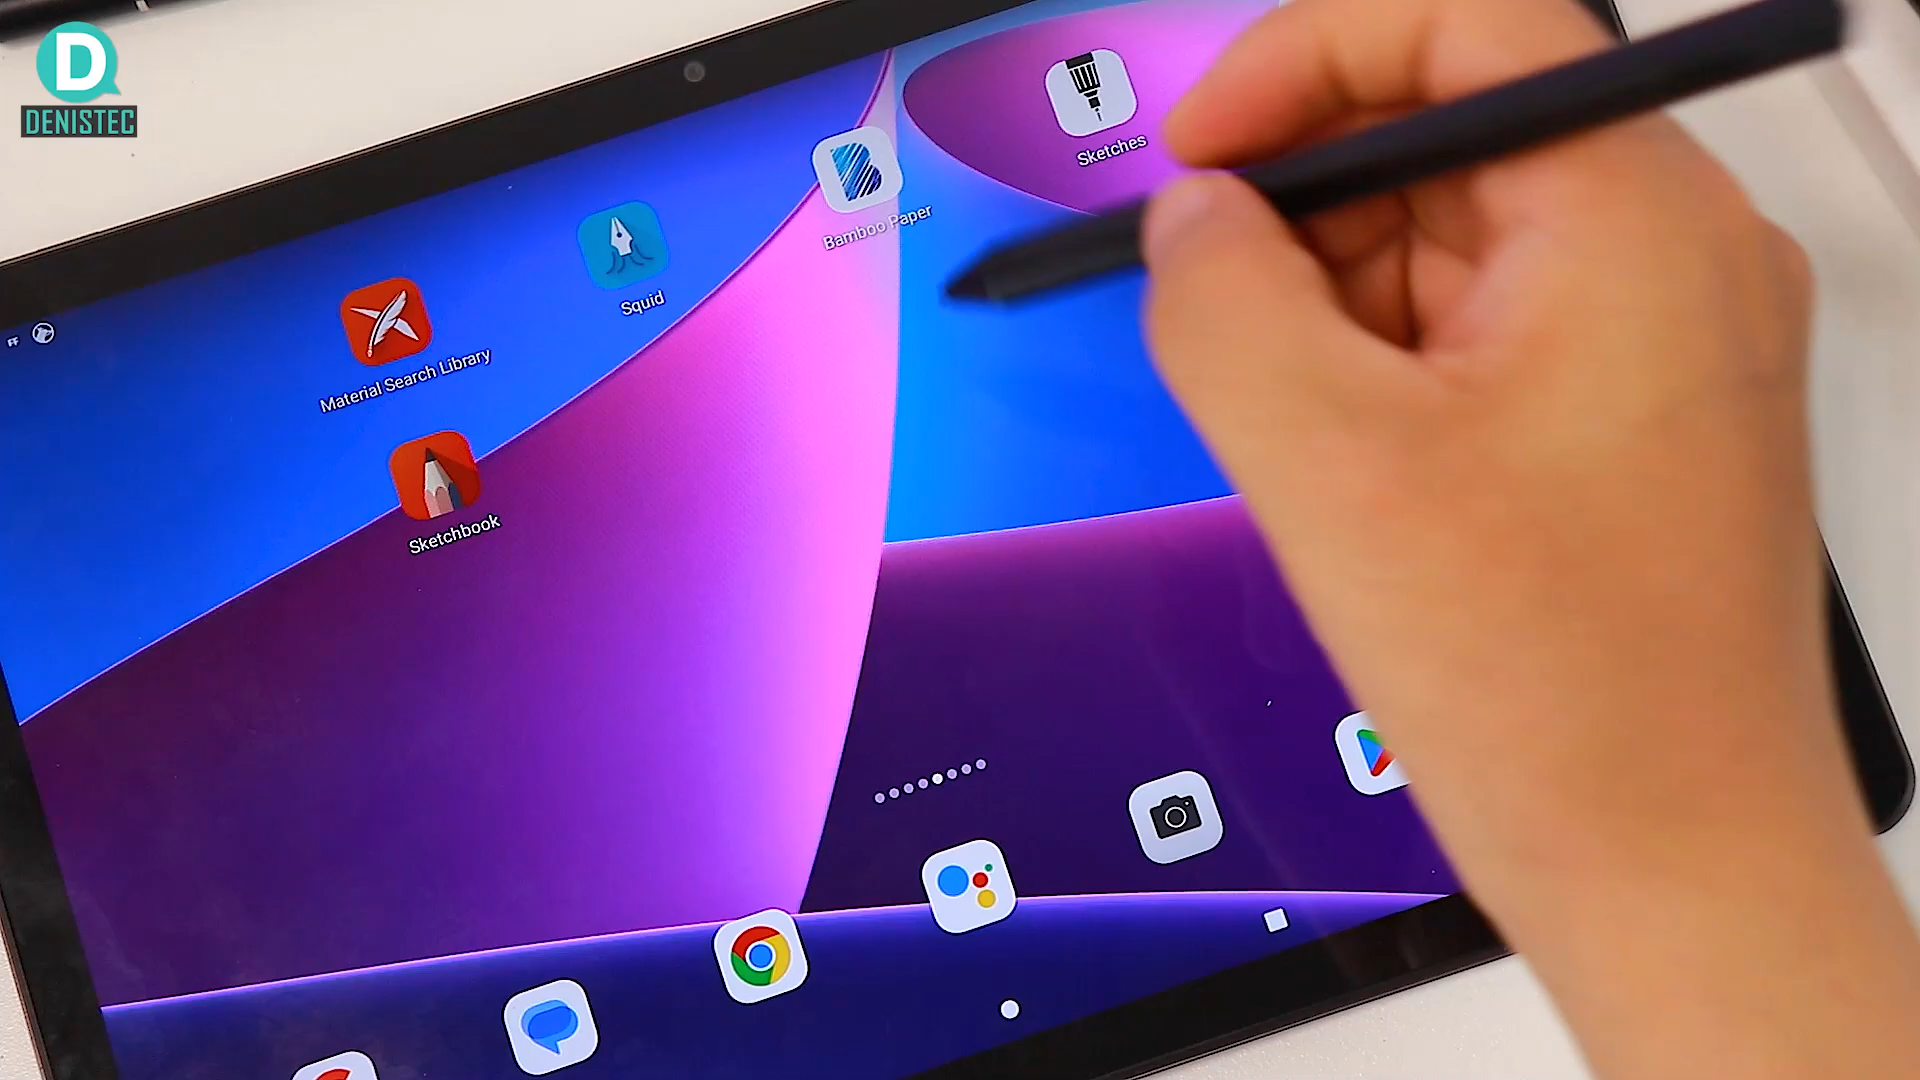 D
DENISTEC
Sketches
Bamboo Paper
Squid
Material Search Library
Sketchbook